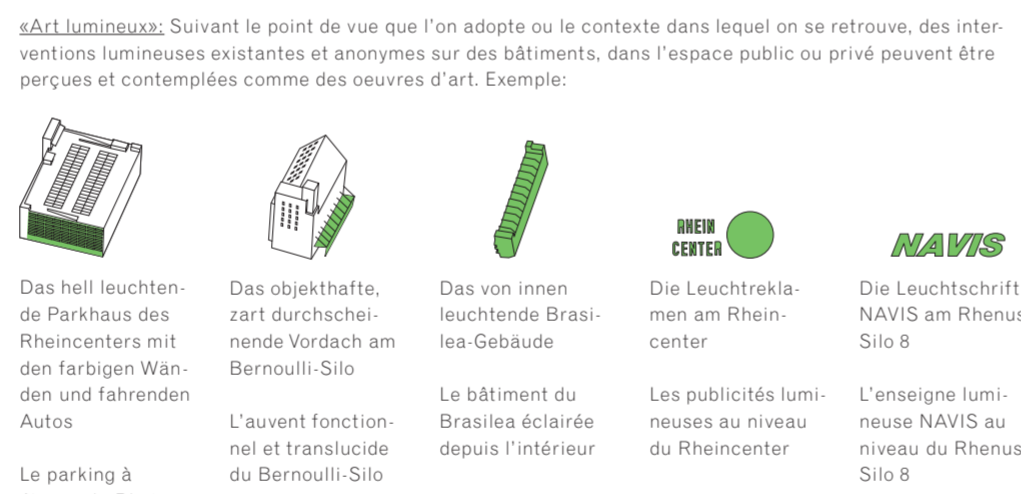 «Art lumineux»: Suivant le point de vue que l'on adopte ou le contexte dans lequel on se retrouve, des inter-
ventions lumineuses existantes et anonymes sur des bâtiments, dans l'espace public ou privé peuvent être
perçues et contemplées comme des oeuvres d'art. Exemple:
RHEIN
CENTER
NAVIS
Das hell leuchten-
de Parkhaus des
Rheincenters mit
den farbigen Wän-
den und fahrenden
Autos
Le parking à
Das objekthafte,
zart durchschei-
nende Vordach am
Bernoulli-Silo
L'auvent fonction-
nel et translucide
du Bernoulli-Silo
Das von innen
leuchtende Brasi-
lea-Gebäude
Le bâtiment du
Brasilea éclairée
depuis l'intérieur
Die Leuchtrekla-
men am Rhein-
center
Les publicités lumi-
neuses au niveau
du Rheincenter
Die Leuchtschrift
NAVIS am Rhenus
Silo 8
L'enseigne lumi-
neuse NAVIS au
niveau du Rhenus
Silo 8